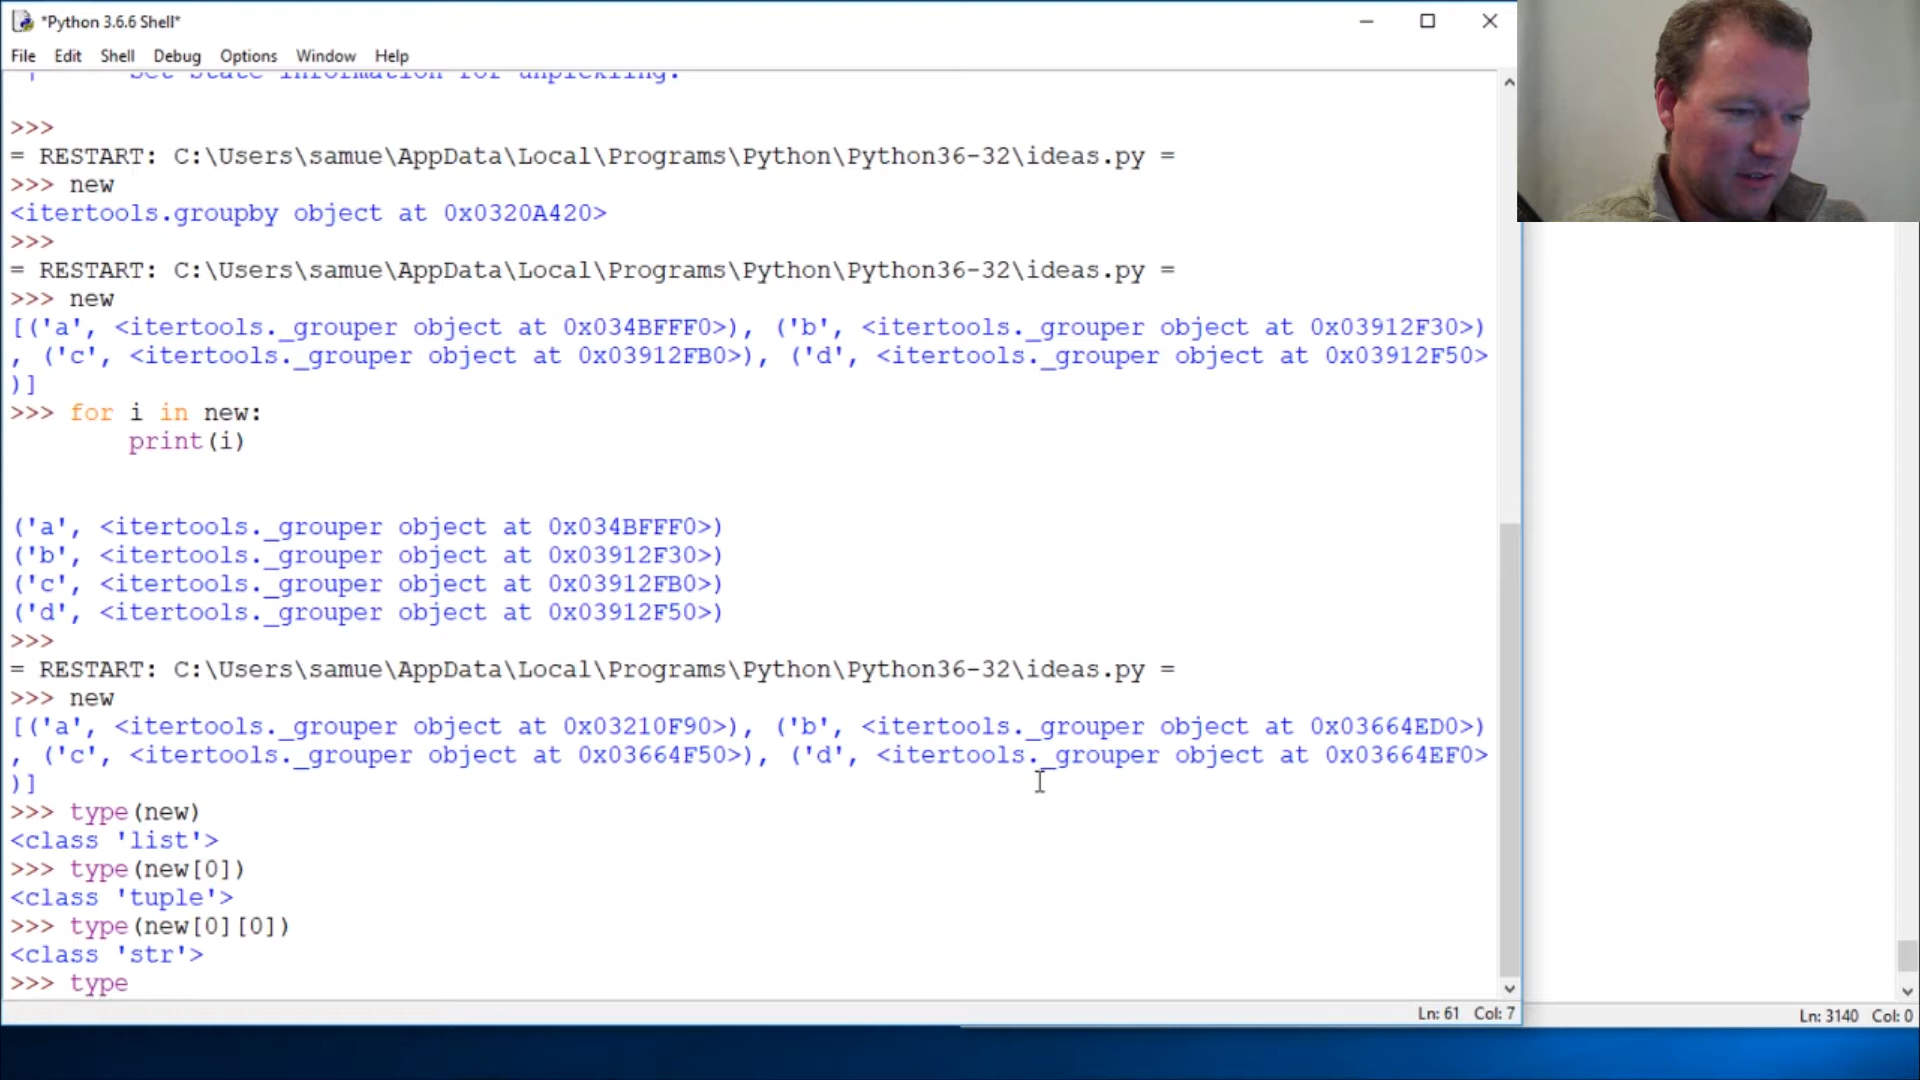 *Python 3.6.6 Shell*
File Edit Shell Debug Options Window Help
| Set state information for unpickling.
>>>
= RESTART: C:\Users\samue\AppData\Local\Programs\Python\Python36-32\ideas.py =
>>> new
<itertools.groupby object at 0x0320A420>
>>>
= RESTART: C:\Users\samue\AppData\Local\Programs\Python\Python36-32\ideas.py =
>>> new
[('a', <itertools._grouper object at 0x034BFFF0>), ('b', <itertools._grouper object at 0x03912F30>)
, ('c', <itertools._grouper object at 0x03912FB0>), ('d', <itertools._grouper object at 0x03912F50>
)]
>>> for i in new:
print(i)
('a', <itertools._grouper object at 0x034BFFF0>)
('b', <itertools._grouper object at 0x03912F30>)
('c', <itertools._grouper object at 0x03912FB0>)
('d', <itertools._grouper object at 0x03912F50>)
>>>
= RESTART: C:\Users\samue\AppData\Local\Programs\Python\Python36-32\ideas.py =
>>> new
[('a', <itertools._grouper object at 0x03210F90>), ('b', <itertools._grouper object at 0x03664ED0>)
, ('c', <itertools._grouper object at 0x03664F50>), ('d', <itertools._grouper object at 0x03664EF0>
)]
>>> type(new)
<class 'list'>
>>> type(new[0])
<class 'tuple'>
>>> type(new[0][0])
<class 'str'>
>>> type
Ln: 61 Col: 7
Ln: 3140 Col: 0